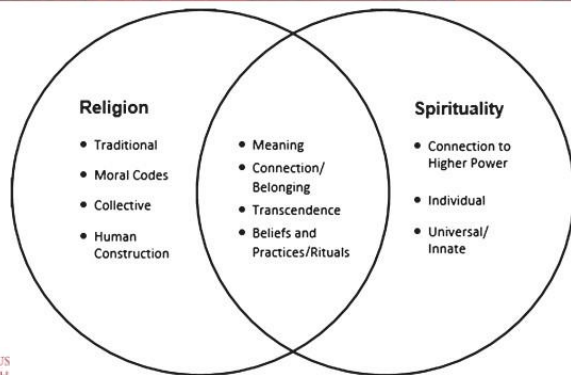 Religion
• Traditional
• Moral Codes
• Collective
• Human
Construction
• Meaning
• Connection/
Belonging
• Transcendence
• Beliefs and
Practices/Rituals
Spirituality
• Connection to
Higher Power
• Individual
• Universal/
Innate
US